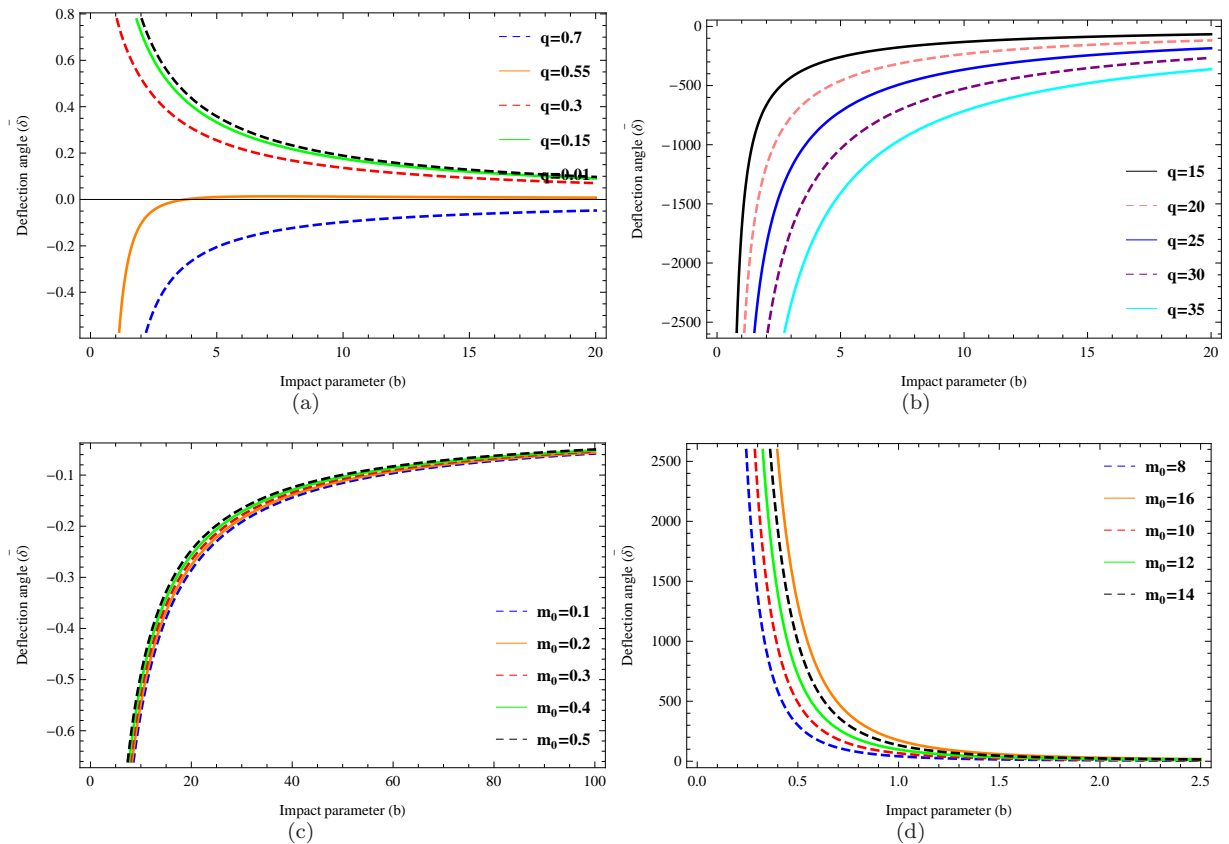 0.8
0.6
0.4
0.2
0.0
−0.2
−0.4
0
5
10
15
20
Deflection angle (δ̄)
Impact parameter (b)
q=0.7
q=0.55
q=0.3
q=0.15
q=0.01
(a)
0
−500
−1000
−1500
−2000
−2500
0
5
10
15
20
Deflection angle (δ̄)
Impact parameter (b)
q=15
q=20
q=25
q=30
q=35
(b)
−0.1
−0.2
−0.3
−0.4
−0.5
−0.6
0
20
40
60
80
100
Deflection angle (δ̄)
Impact parameter (b)
m₀=0.1
m₀=0.2
m₀=0.3
m₀=0.4
m₀=0.5
(c)
2500
2000
1500
1000
500
0
0.0
0.5
1.0
1.5
2.0
2.5
Deflection angle (δ̄)
Impact parameter (b)
m₀=8
m₀=16
m₀=10
m₀=12
m₀=14
(d)